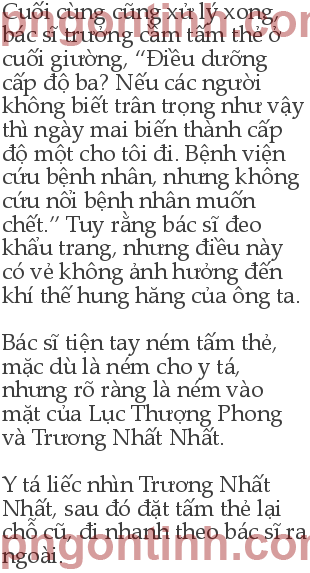 Cuối cùng cũng xử lý xong,
bác sĩ trưởng cầm tấm thẻ ở
cuối giường, “Điều dưỡng
cấp độ ba? Nếu các người
không biết trân trọng như vậy
thì ngày mai biến thành cấp
độ một cho tôi đi. Bệnh viện
cứu bệnh nhân, nhưng không
cứu nổi bệnh nhân muốn
chết.” Tuy rằng bác sĩ đeo
khẩu trang, nhưng điều này
có vẻ không ảnh hưởng đến
khí thế hung hăng của ông ta.

Bác sĩ tiện tay ném tấm thẻ,
mặc dù là ném cho y tá,
nhưng rõ ràng là ném vào
mặt của Lục Thượng Phong
và Trương Nhất Nhất.

Y tá liếc nhìn Trương Nhất
Nhất, sau đó đặt tấm thẻ lại
chỗ cũ, đi nhanh theo bác sĩ ra
ngoài.
pngontinh.com
pngontinh.com